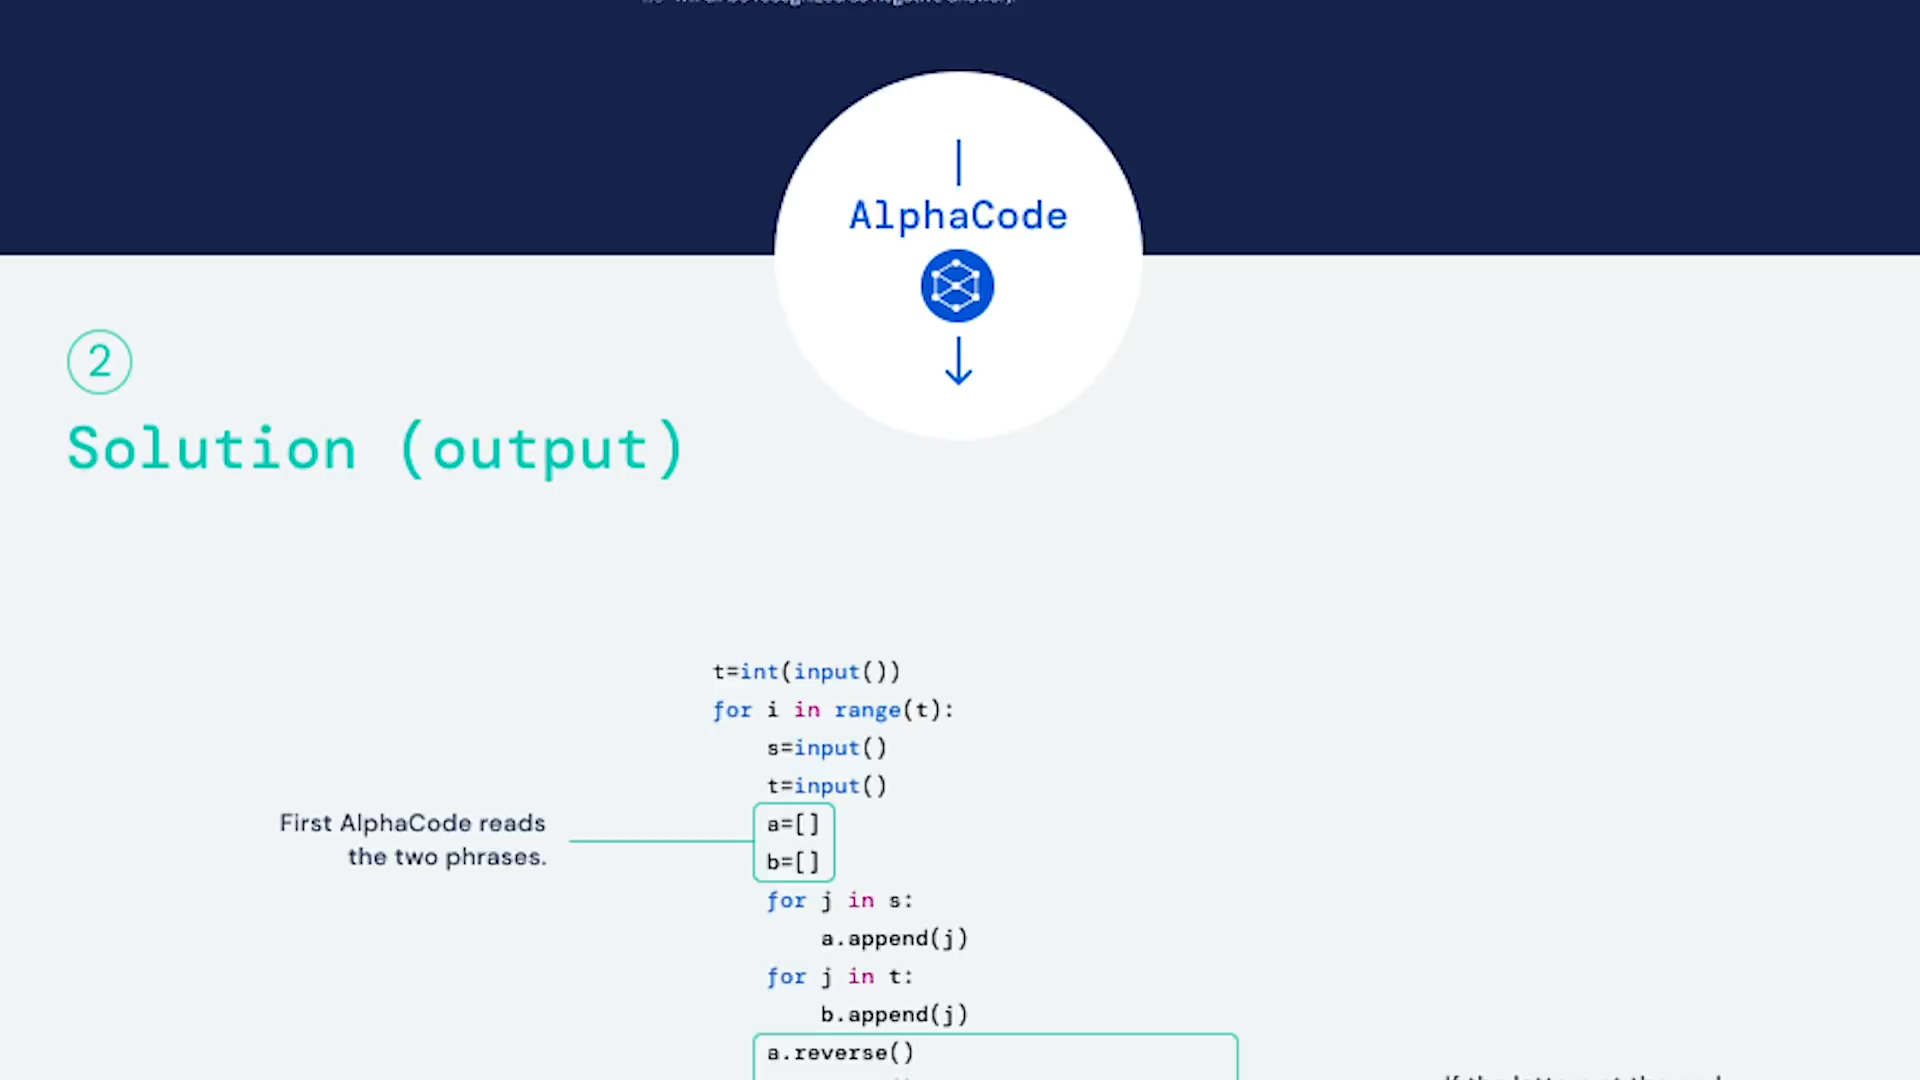 AlphaCode
2
Solution (output)
t=int(input())
for i in range(t):
    s=input()
    t=input()
First AlphaCode reads
the two phrases.
    a=[]
    b=[]
    for j in s:
        a.append(j)
    for j in t:
        b.append(j)
    a.reverse()